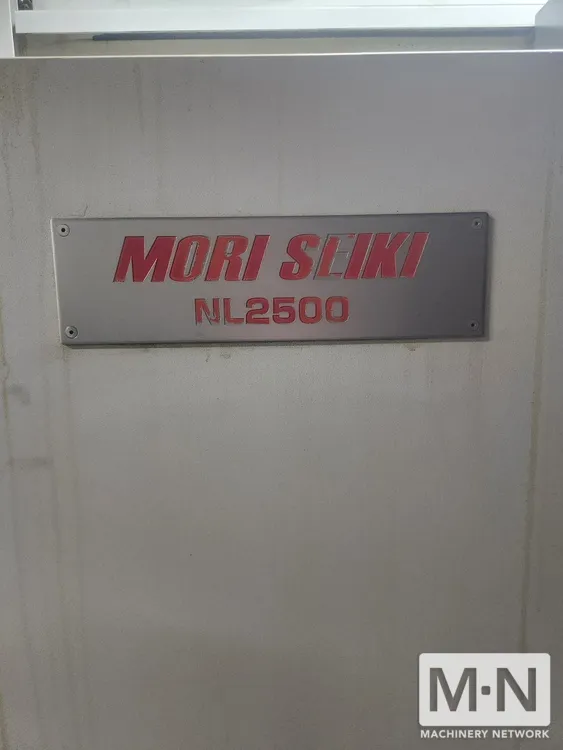 MORI SEIKI
NL2500
M·N
MACHINERY NETWORK